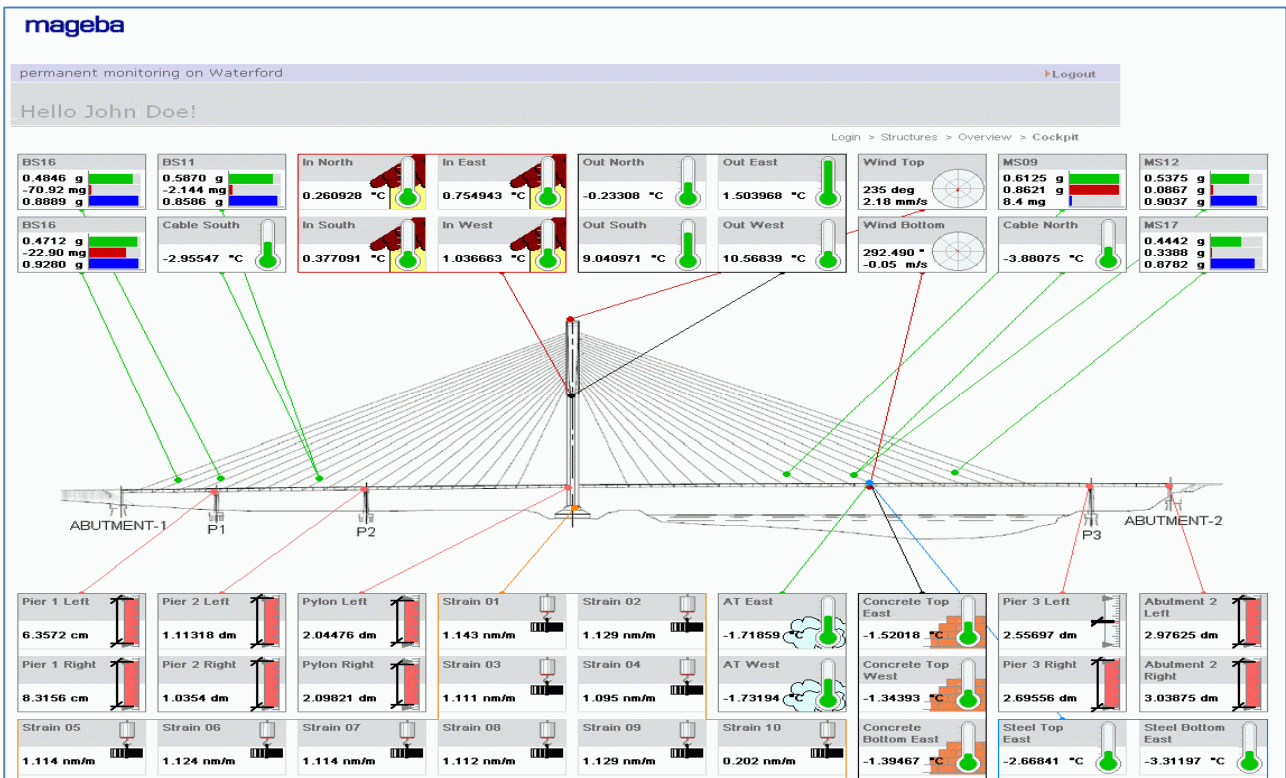 mageba
permanent monitoring on Waterford
Logout
Hello John Doe!
Login > Structures > Overview > Cockpit
BS16
0.4846 g
-70.92 mg
0.8889 g
BS11
0.5870 g
-2.144 mg
0.8586 g
In North
0.260928 °C
In East
0.754943 °C
Out North
-0.23308 °C
Out East
1.503968 °C
Wind Top
235 deg
2.18 mm/s
MS09
0.6125 g
0.8621 g
8.4 mg
MS12
0.5375 g
0.0867 g
0.9037 g
BS16
0.4712 g
-22.90 mg
0.9280 g
Cable South
-2.95547 °C
In South
0.377091 °C
In West
1.036863 °C
Out South
9.040971 °C
Out West
10.56839 °C
Wind Bottom
292.490 °
-0.05 m/s
Cable North
-3.88075 °C
MS17
0.4442 g
0.3388 g
0.8782 g
ABUTMENT-1
P1
P2
P3
ABUTMENT-2
Pier 1 Left
6.3572 cm
Pier 2 Left
1.11318 dm
Pylon Left
2.04476 dm
Strain 01
1.143 nm/m
Strain 02
1.129 nm/m
AT East
-1.71859 °C
Concrete Top
East
-1.52018 °C
Pier 3 Left
2.55697 dm
Abutment 2
Left
2.97625 dm
Pier 1 Right
8.3156 cm
Pier 2 Right
1.0354 dm
Pylon Right
2.09821 dm
Strain 03
1.111 nm/m
Strain 04
1.095 nm/m
AT West
-1.73194 °C
Concrete Top
West
-1.34393 °C
Pier 3 Right
2.69556 dm
Abutment 2
Right
3.03875 dm
Strain 05
1.114 nm/m
Strain 06
1.124 nm/m
Strain 07
1.114 nm/m
Strain 08
1.112 nm/m
Strain 09
1.129 nm/m
Strain 10
0.202 nm/m
Concrete
Bottom East
-1.39467 °C
Steel Top
East
-2.66841 °C
Steel Bottom
East
-3.31197 °C